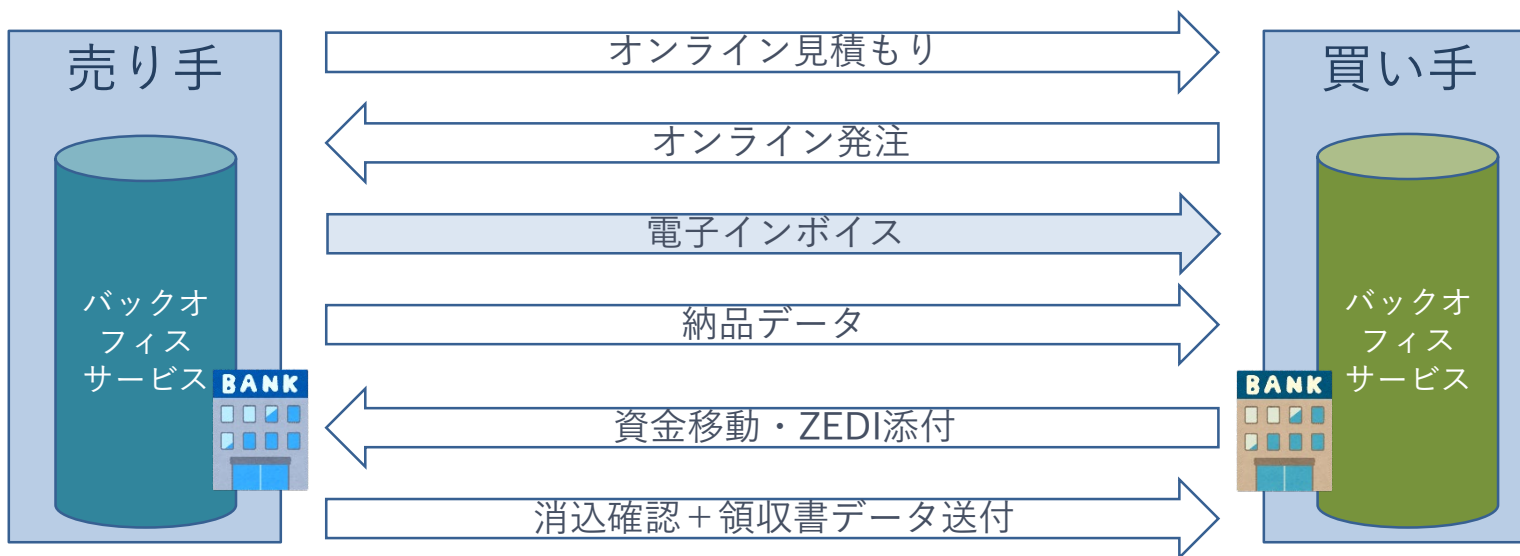 売り手
バックオ
フィス
サービス
BANK
オンライン見積もり
オンライン発注
電子インボイス
納品データ
資金移動・ZEDI添付
消込確認＋領収書データ送付
買い手
バックオ
フィス
サービス
BANK